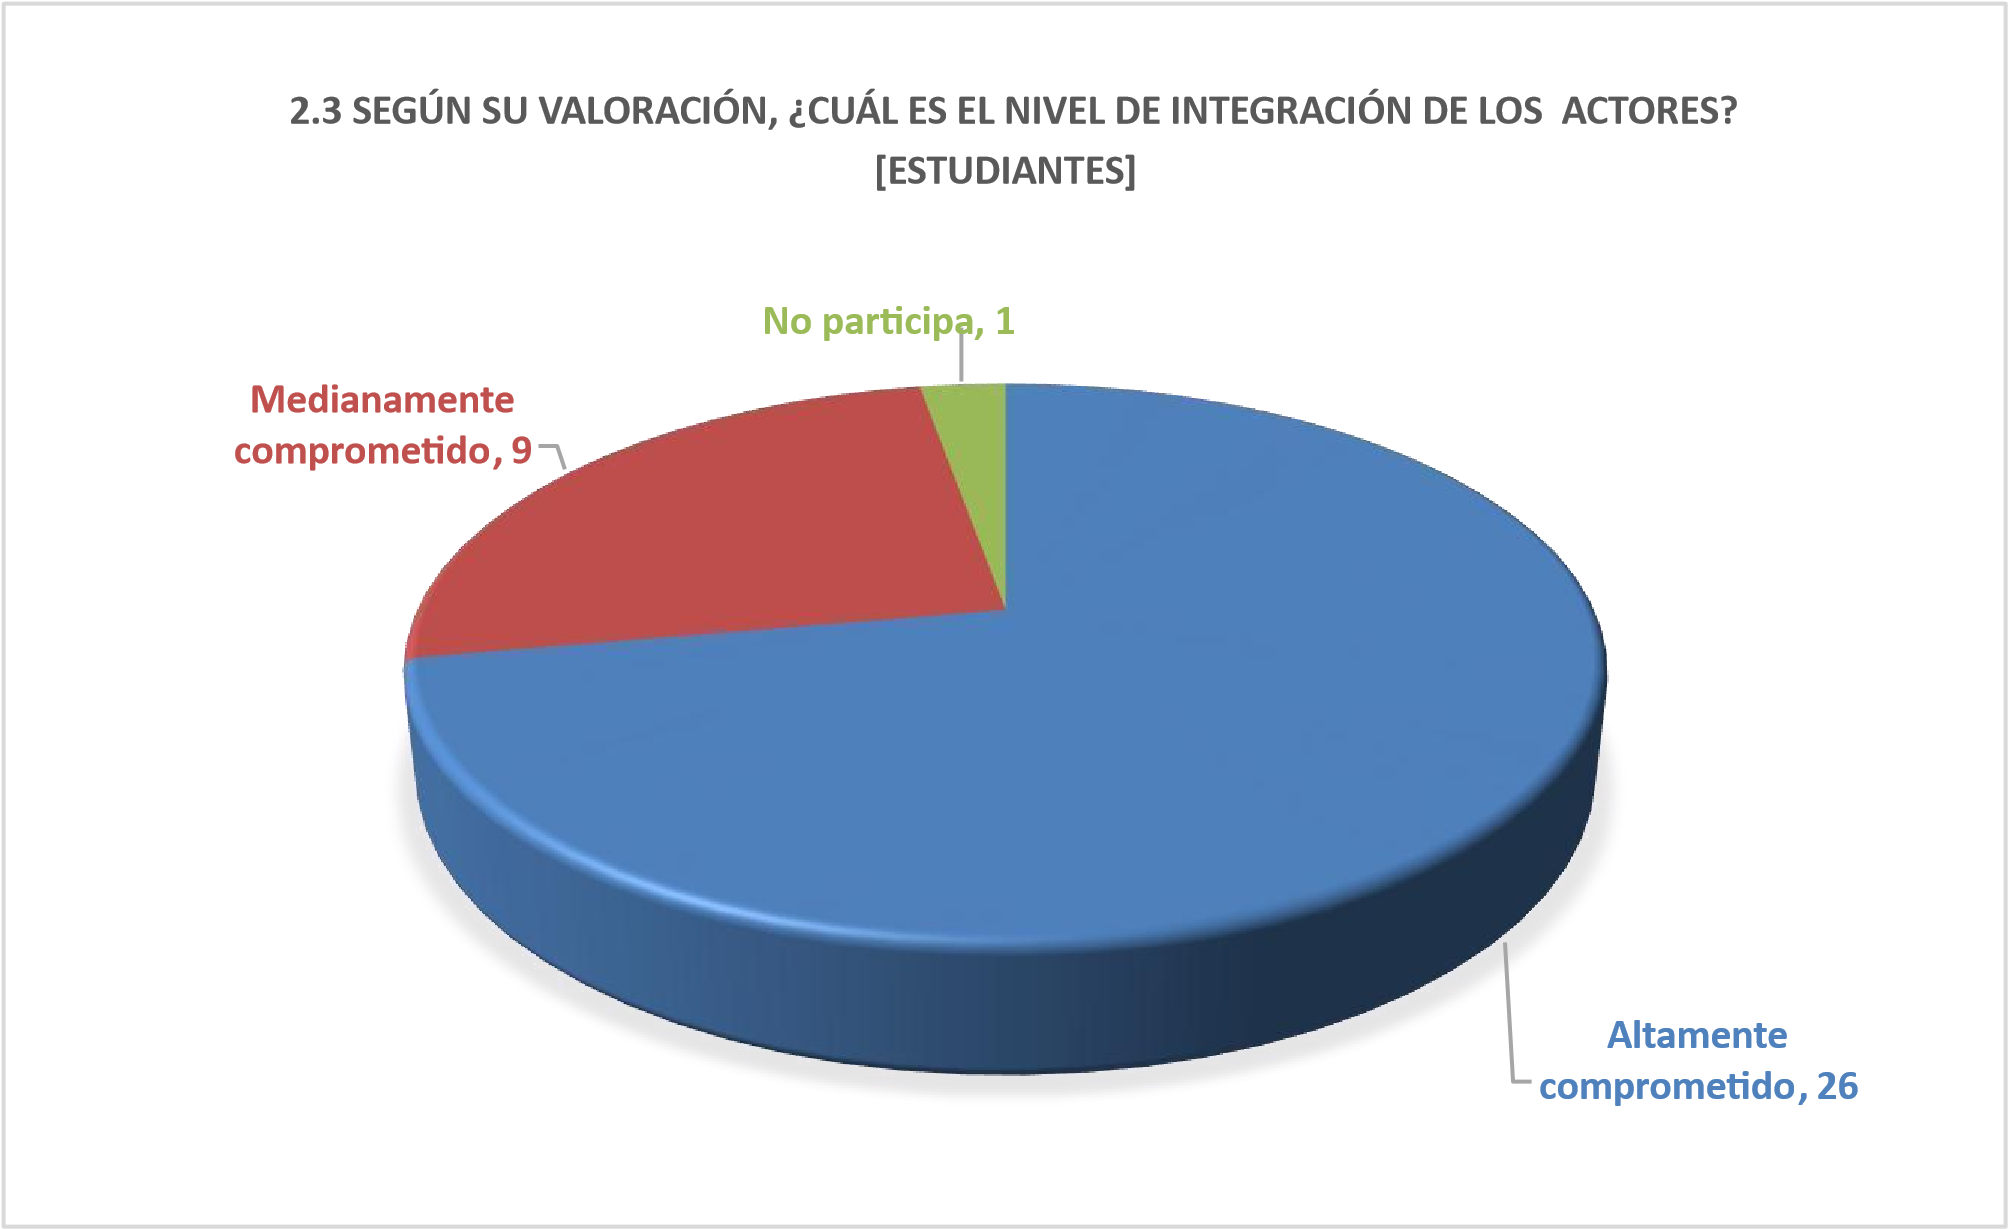 2.3 SEGÚN SU VALORACIÓN, ¿CUÁL ES EL NIVEL DE INTEGRACIÓN DE LOS  ACTORES?
[ESTUDIANTES]
No participa, 1
Medianamente
comprometido, 9
Altamente
comprometido, 26